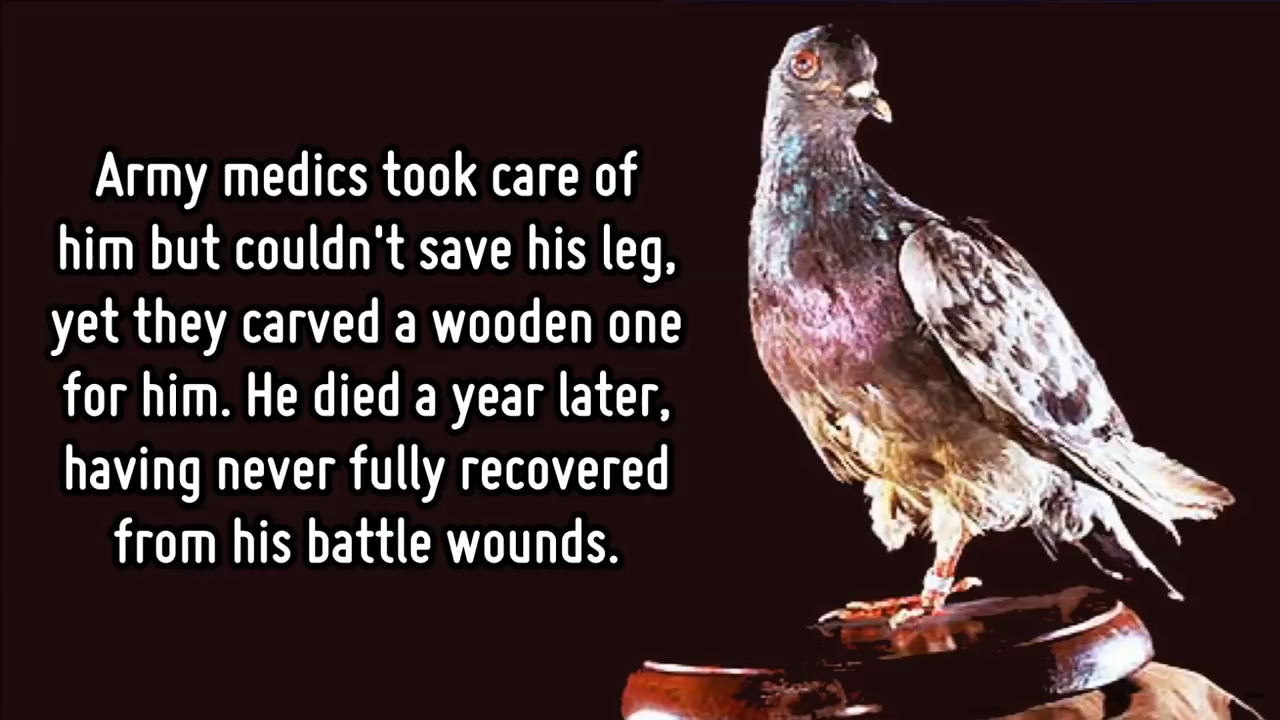 Army medics took care of
him but couldn't save his leg,
yet they carved a wooden one
for him. He died a year later,
having never fully recovered
from his battle wounds.